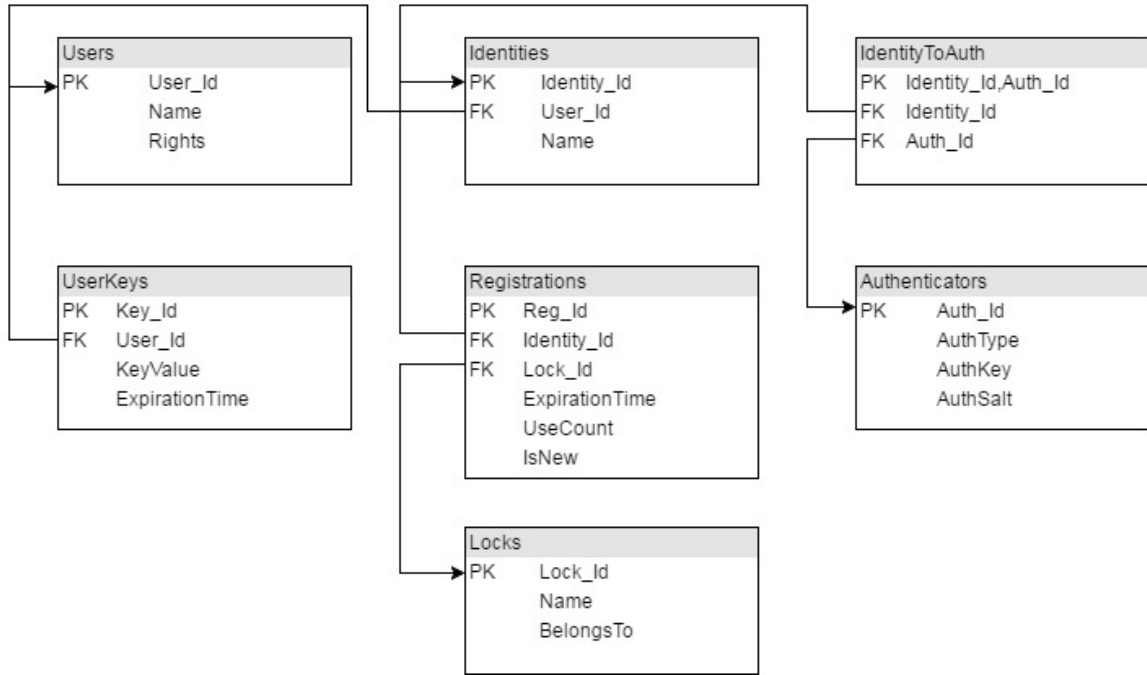 Users
PK User_Id
Name
Rights
Identities
PK Identity_Id
FK User_Id
Name
IdentityToAuth
PK Identity_Id,Auth_Id
FK Identity_Id
FK Auth_Id
UserKeys
PK Key_Id
FK User_Id
KeyValue
ExpirationTime
Registrations
PK Reg_Id
FK Identity_Id
FK Lock_Id
ExpirationTime
UseCount
IsNew
Authenticators
PK Auth_Id
AuthType
AuthKey
AuthSalt
Locks
PK Lock_Id
Name
BelongsTo